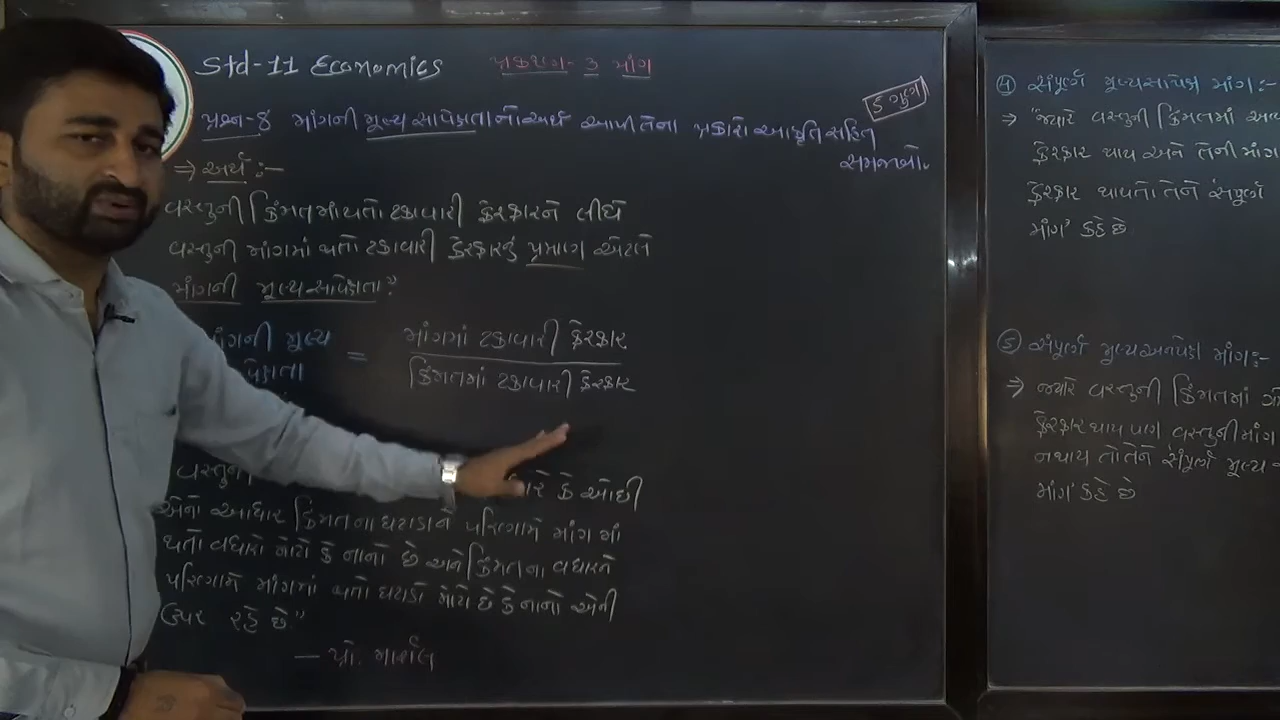 Std-11 Economics
પ્રકરણ- 3 માંગ
5 ગુણ
પ્રશ્ન-8 માંગની મૂલ્ય સાપેક્ષતાનો અર્થ આપી તેના પ્રકારો આકૃતિ સહિત
સમજાવો.
⇒ અર્થ :-
વસ્તુની કિંમતમાં થતો ટકાવારી ફેરફારને લીધે
વસ્તુની માંગમાં થતો ટકાવારી ફેરફારનું પ્રમાણ એટલે
માંગની મૂલ્ય-સાપેક્ષતા"
માંગની મૂલ્ય
= માંગમાં ટકાવારી ફેરફાર
કિંમતમાં ટકાવારી ફેરફાર
વસ્તુની
કે ઓછી
એનો આધાર કિંમતના ઘટાડાને પરિણામે માંગ માં
થતો વધારો મોટો કે નાનો છે અને કિંમતના વધારાને
પરિણામે માંગમાં થતો ઘટાડો મોટો છે કે નાનો એની
ઉપર રહે છે."
— પ્રો. માર્શલ
4 સંપૂર્ણ મૂલ્યસાપેક્ષ માંગ:-
⇒ "જ્યારે વસ્તુની કિંમતમાં
ફેરફાર થાય અને તેની માંગ
ફેરફાર થાયતો તેને 'સંપૂર્ણ
માંગ' કહે છે
5 સંપૂર્ણ મૂલ્યઅનપેક્ષ માંગ:-
⇒ જ્યારે વસ્તુની કિંમતમાં
ફેરફાર થાય પણ વસ્તુની માંગ
નથાય તો તેને 'સંપૂર્ણ મૂલ્ય
માંગ' કહે છે